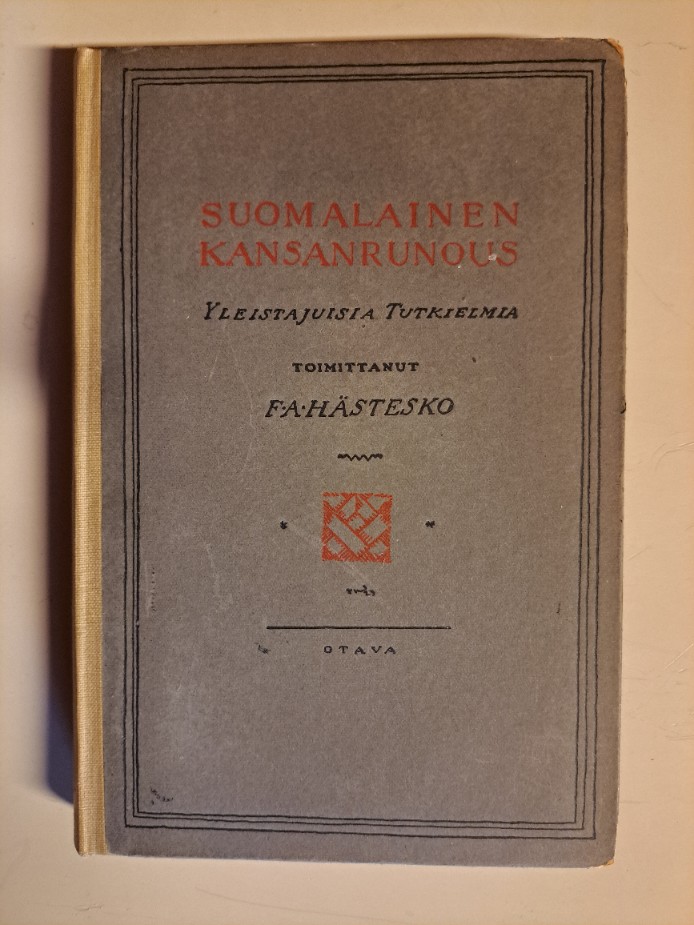 SUOMALAINEN
KANSANRUNOUS
YLEISTAJUISIA TUTKIELMIA
TOIMITTANUT
F·A·HÄSTESKO
OTAVA